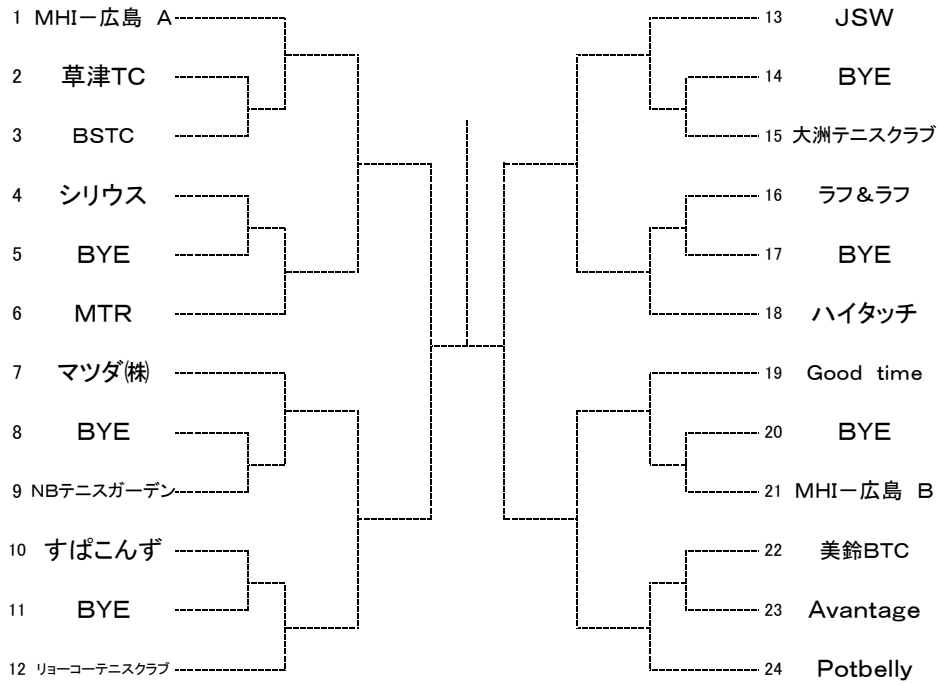 1 MHI－広島 A
2 草津TC
3 BSTC
4 シリウス
5 BYE
6 MTR
7 マツダ㈱
8 BYE
9 NBテニスガーデン
10 すぱこんず
11 BYE
12 リョーコーテニスクラブ
13 JSW
14 BYE
15 大洲テニスクラブ
16 ラフ＆ラフ
17 BYE
18 ハイタッチ
19 Good time
20 BYE
21 MHI－広島 B
22 美鈴BTC
23 Avantage
24 Potbelly